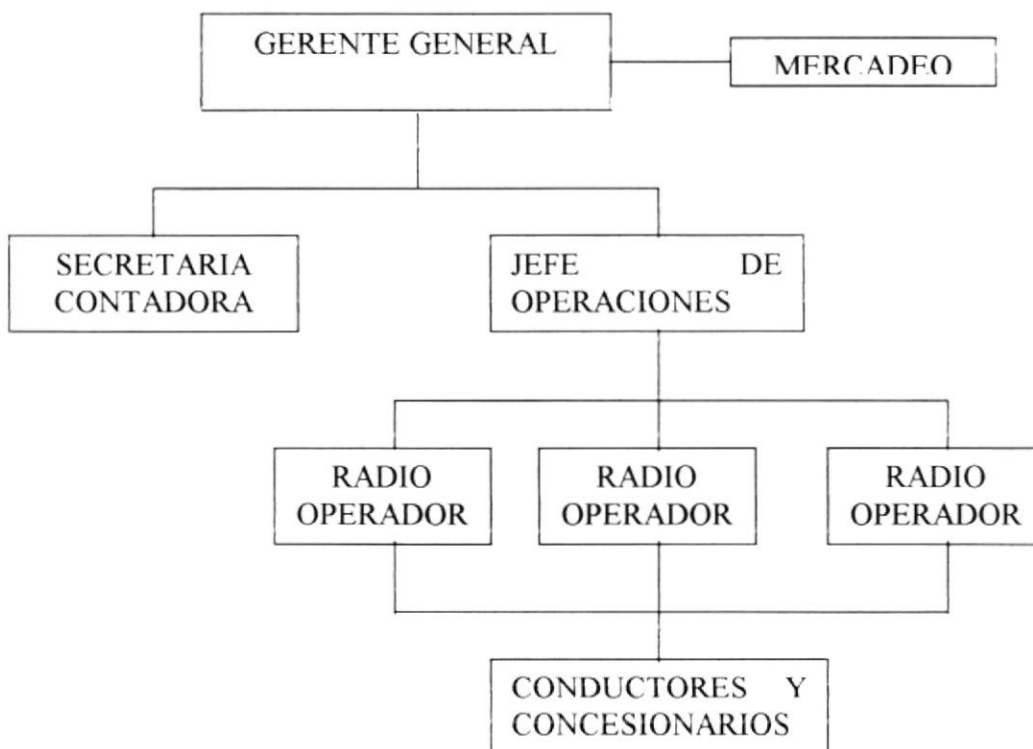 GERENTE GENERAL
MERCADEO
SECRETARIA
CONTADORA
JEFE DE
OPERACIONES
RADIO
OPERADOR
RADIO
OPERADOR
RADIO
OPERADOR
CONDUCTORES Y
CONCESIONARIOS